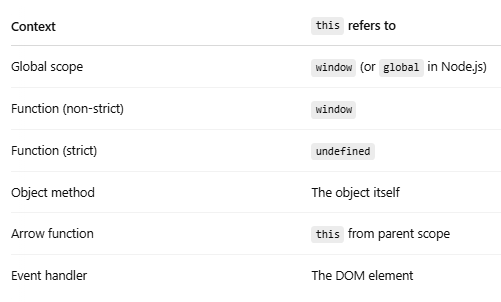 Context this refers to
Global scope window (or global in Node.js)
Function (non-strict) window
Function (strict) undefined
Object method The object itself
Arrow function this from parent scope
Event handler The DOM element